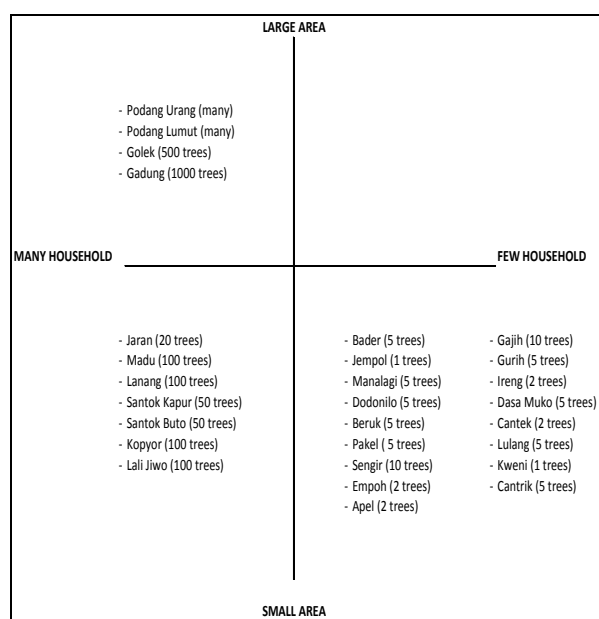 LARGE AREA
- Podang Urang (many)
- Podang Lumut (many)
- Golek (500 trees)
- Gadung (1000 trees)
MANY HOUSEHOLD
FEW HOUSEHOLD
- Jaran (20 trees)
- Madu (100 trees)
- Lanang (100 trees)
- Santok Kapur (50 trees)
- Santok Buto (50 trees)
- Kopyor (100 trees)
- Lali Jiwo (100 trees)
- Bader (5 trees)
- Jempol (1 trees)
- Manalagi (5 trees)
- Dodonilo (5 trees)
- Beruk (5 trees)
- Pakel ( 5 trees)
- Sengir (10 trees)
- Empoh (2 trees)
- Apel (2 trees)
- Gajih (10 trees)
- Gurih (5 trees)
- Ireng (2 trees)
- Dasa Muko (5 trees)
- Cantek (2 trees)
- Lulang (5 trees)
- Kweni (1 trees)
- Cantrik (5 trees)
SMALL AREA